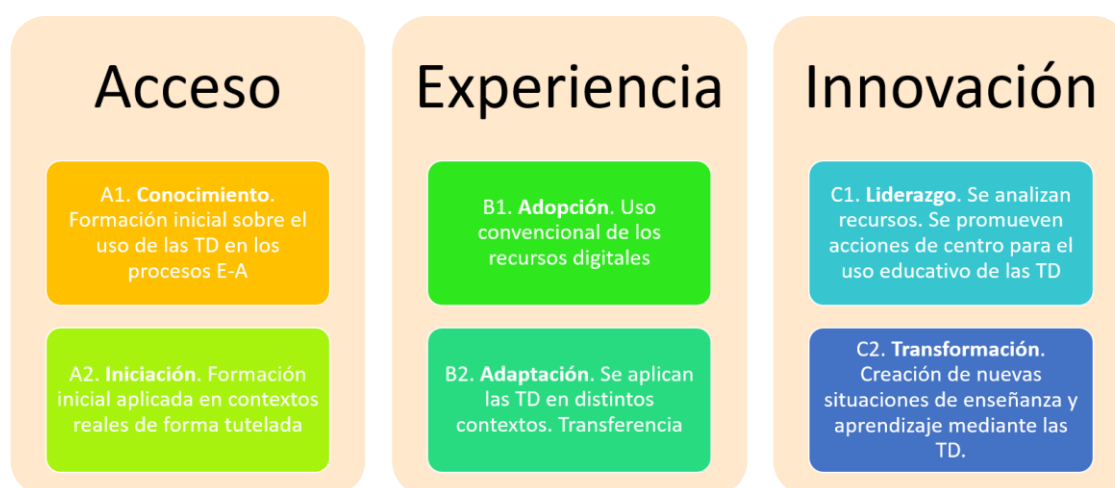 Acceso
A1. Conocimiento.
Formación inicial sobre el
uso de las TD en los
procesos E-A
A2. Iniciación. Formación
inicial aplicada en contextos
reales de forma tutelada
Experiencia
B1. Adopción. Uso
convencional de los
recursos digitales
B2. Adaptación. Se aplican
las TD en distintos
contextos. Transferencia
Innovación
C1. Liderazgo. Se analizan
recursos. Se promueven
acciones de centro para el
uso educativo de las TD
C2. Transformación.
Creación de nuevas
situaciones de enseñanza y
aprendizaje mediante las
TD.